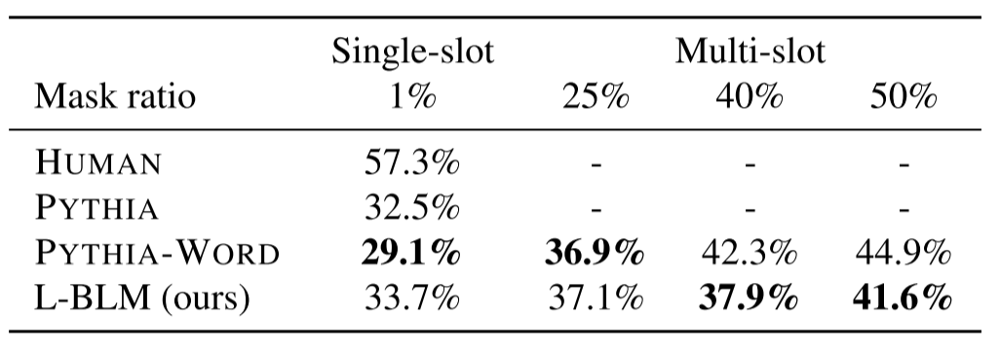 Single-slot Multi-slot
Mask ratio 1% 25% 40% 50%
HUMAN 57.3% - - -
PYTHIA 32.5% - - -
PYTHIA-WORD 29.1% 36.9% 42.3% 44.9%
L-BLM (ours) 33.7% 37.1% 37.9% 41.6%